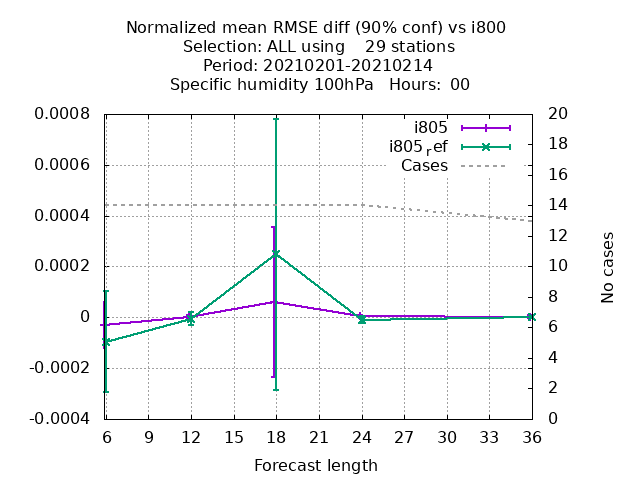 Normalized mean RMSE diff (90% conf) vs i800
Selection: ALL using    29 stations
Period: 20210201-20210214
Specific humidity 100hPa   Hours:  00
i805
i805_ref
Cases
0.0008
0.0006
0.0004
0.0002
0
-0.0002
-0.0004
20
18
16
14
12
10
8
6
4
2
0
No cases
6 9 12 15 18 21 24 27 30 33 36
Forecast length